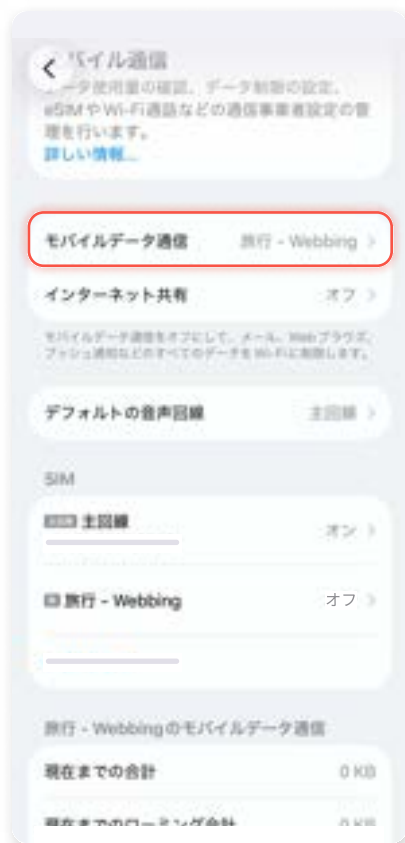 モバイル通信
データ使用量の確認、データ制限の設定、
eSIMやWi-Fi通話などの通信事業者設定の管
理を行います。
詳しい情報...
モバイルデータ通信 旅行 - Webbing
インターネット共有 オフ
モバイルデータ通信をオフにして、メール、Webブラウズ、
プッシュ通知などのすべてのデータをWi-Fiに制限します。
デフォルトの音声回線 主回線
SIM
主回線 オン
旅行 - Webbing オフ
旅行 - Webbingのモバイルデータ通信
現在までの合計 0 KB
現在までのローミング合計 0 KB